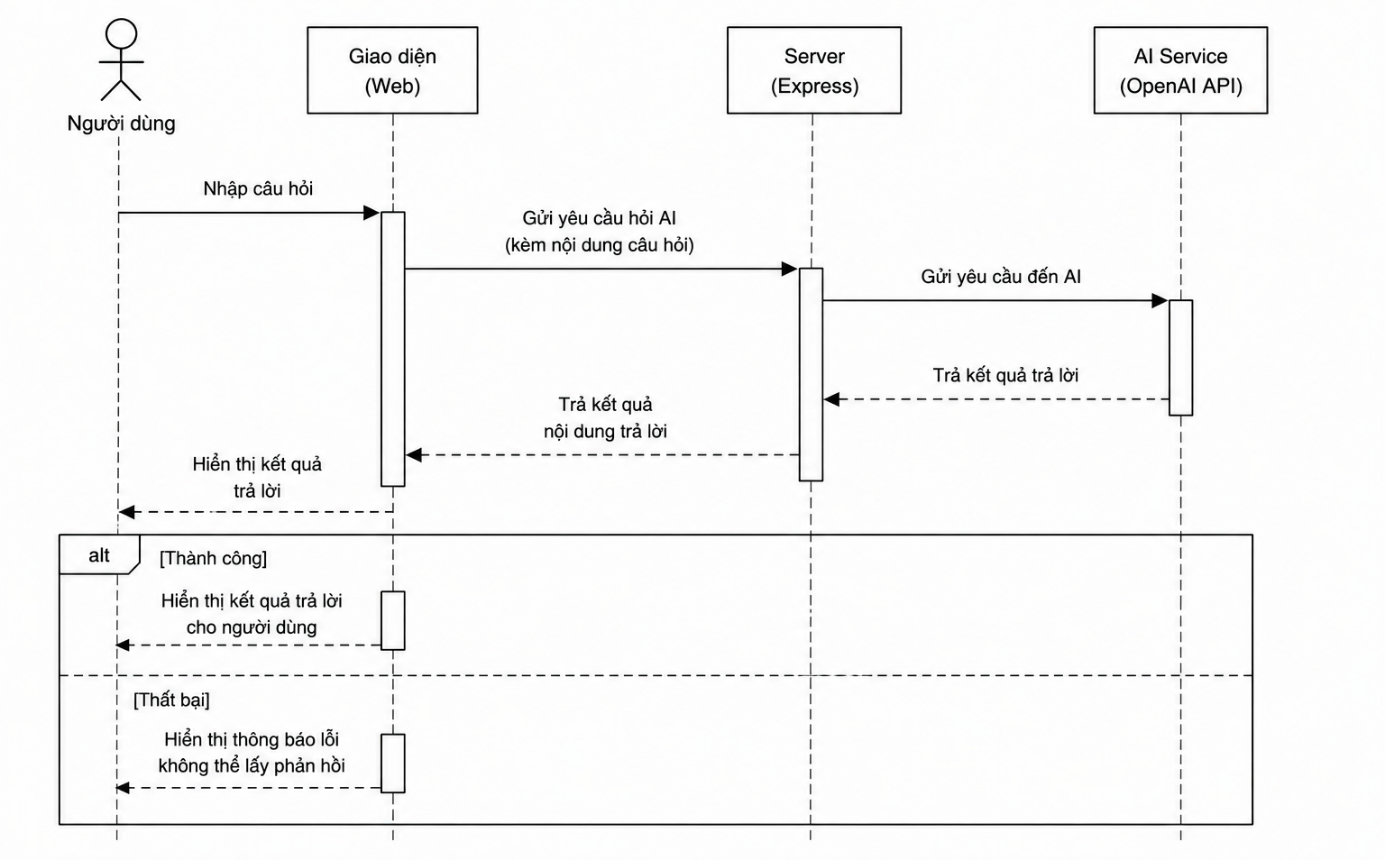 Giao diện
(Web)
Server
(Express)
AI Service
(OpenAI API)
Người dùng
Nhập câu hỏi
Gửi yêu cầu hỏi AI
(kèm nội dung câu hỏi)
Gửi yêu cầu đến AI
Trả kết quả trả lời
Trả kết quả
nội dung trả lời
Hiển thị kết quả
trả lời
alt
[Thành công]
Hiển thị kết quả trả lời
cho người dùng
[Thất bại]
Hiển thị thông báo lỗi
không thể lấy phản hồi